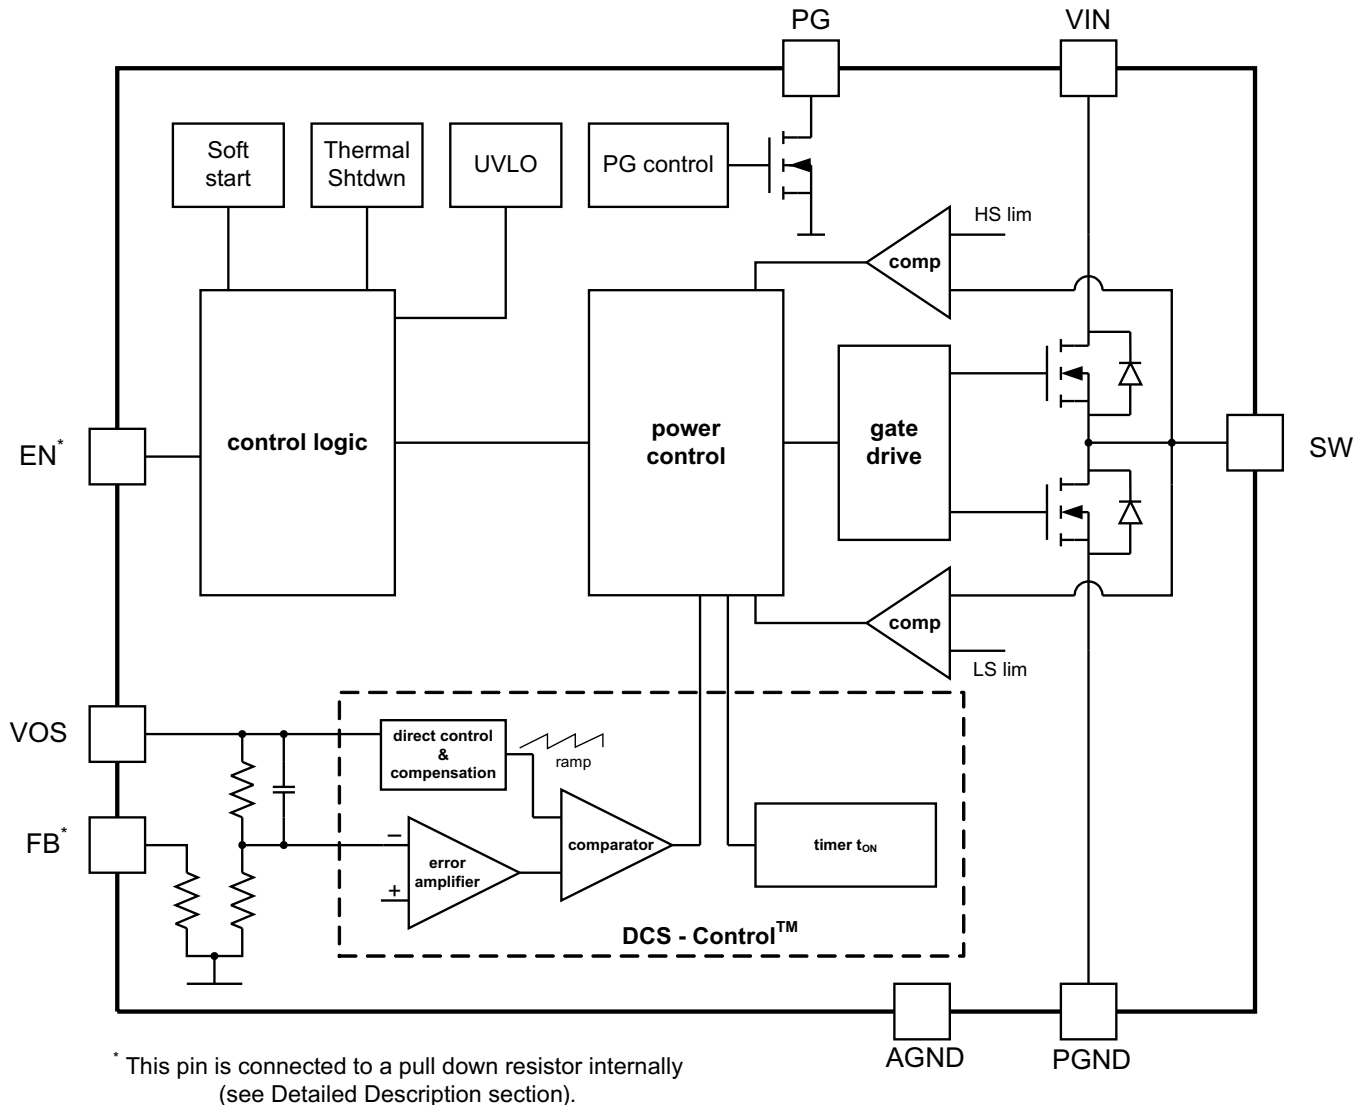 PG
VIN
Soft
start
Thermal
Shtdwn
UVLO
PG control
HS lim
comp
control logic
power
control
gate
drive
EN*
SW
comp
LS lim
VOS
direct control
&
compensation
ramp
FB*
–
error
amplifier
+
comparator
timer tON
DCS - Control™
AGND
PGND
* This pin is connected to a pull down resistor internally
(see Detailed Description section).